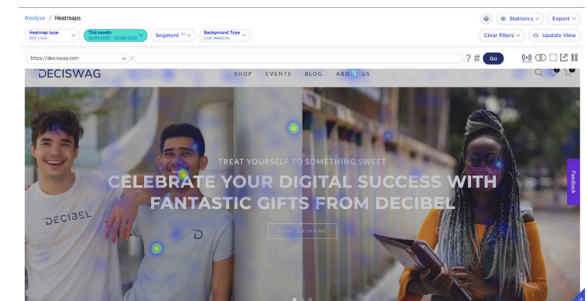 Analyse / Heatmaps
Statistics
Export
Heatmap type
This month
Segment
Background Type
Live Website
Clear filters
Update View
https://deciswag.com
/
? #
Go
DECISWAG
SHOP EVENTS BLOG ABOUT US
TREAT YOURSELF TO SOMETHING SWEET
CELEBRATE YOUR DIGITAL SUCCESS WITH
FANTASTIC GIFTS FROM DECIBEL
START SHOPPING
DECIBEL
Feedback